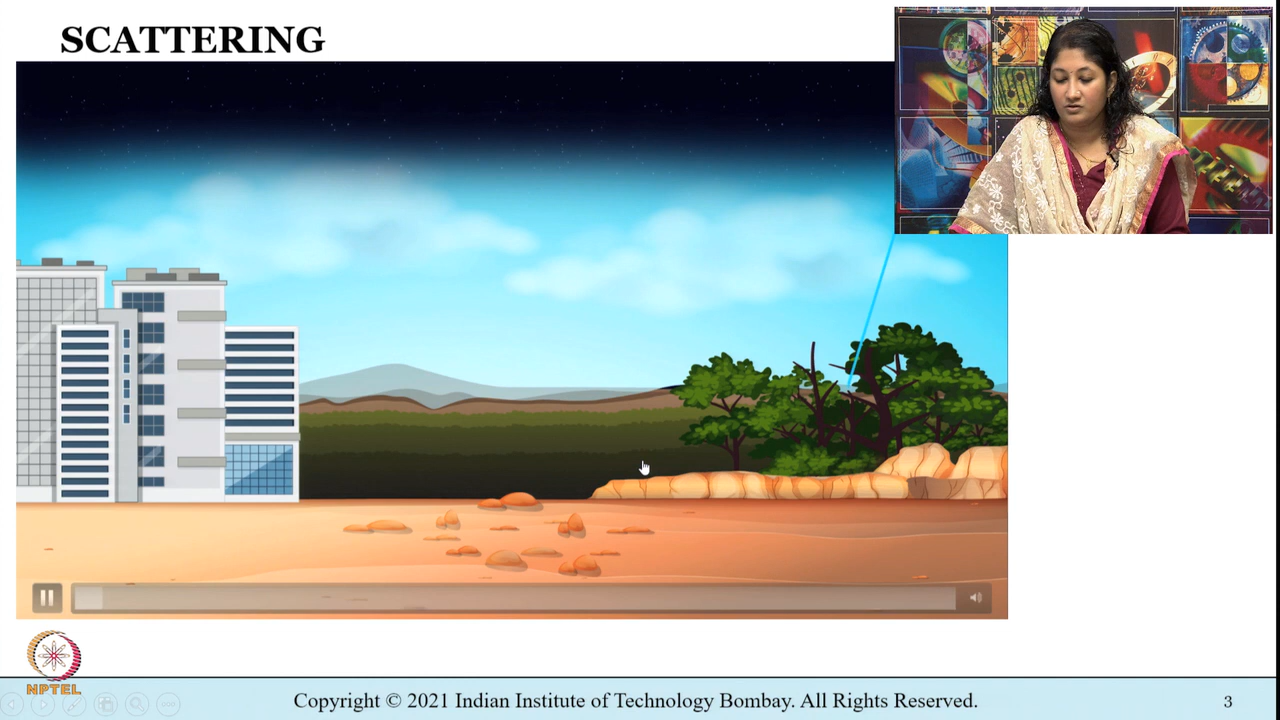 SCATTERING
NPTEL
Copyright © 2021 Indian Institute of Technology Bombay. All Rights Reserved.
3